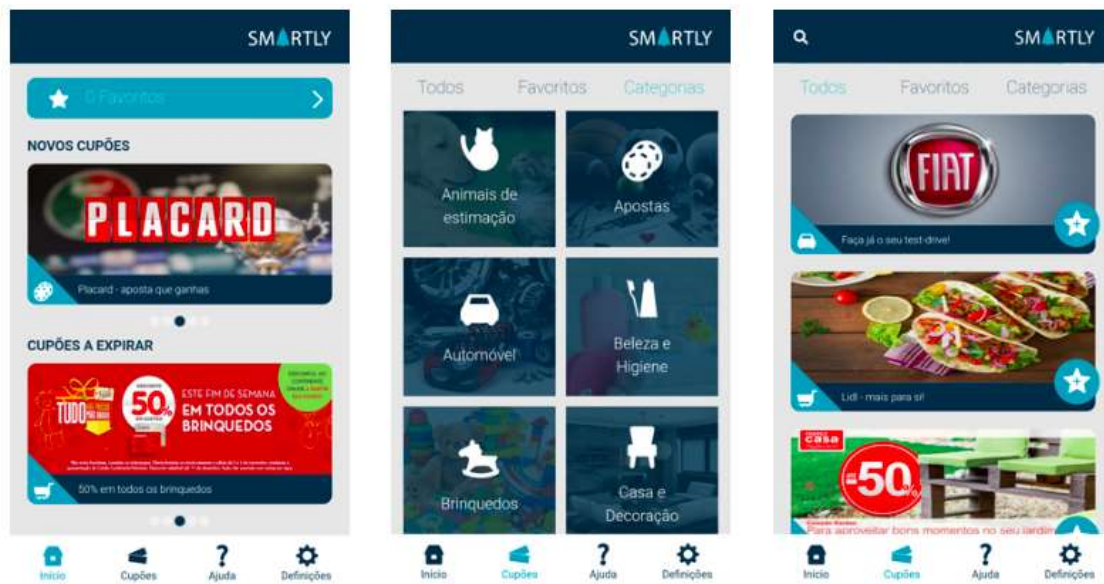 SMARTLY
0 Favoritos
NOVOS CUPÕES
PLACARD
Placard - aposta que ganhas
CUPÕES A EXPIRAR
TUDO
DESCONTO
50%
ESTE FIM DE SEMANA
EM TODOS OS
BRINQUEDOS
50% em todos os brinquedos
Início
Cupões
Ajuda
Definições
SMARTLY
Todos
Favoritos
Categorias
Animais de
estimação
Apostas
Automóvel
Beleza e
Higiene
Brinquedos
Casa e
Decoração
Início
Cupões
Ajuda
Definições
SMARTLY
Todos
Favoritos
Categorias
FIAT
Faça já o seu test-drive!
Lidl - mais para si!
casa
50%
Para aproveitar bons momentos no seu jardim
Início
Cupões
Ajuda
Definições